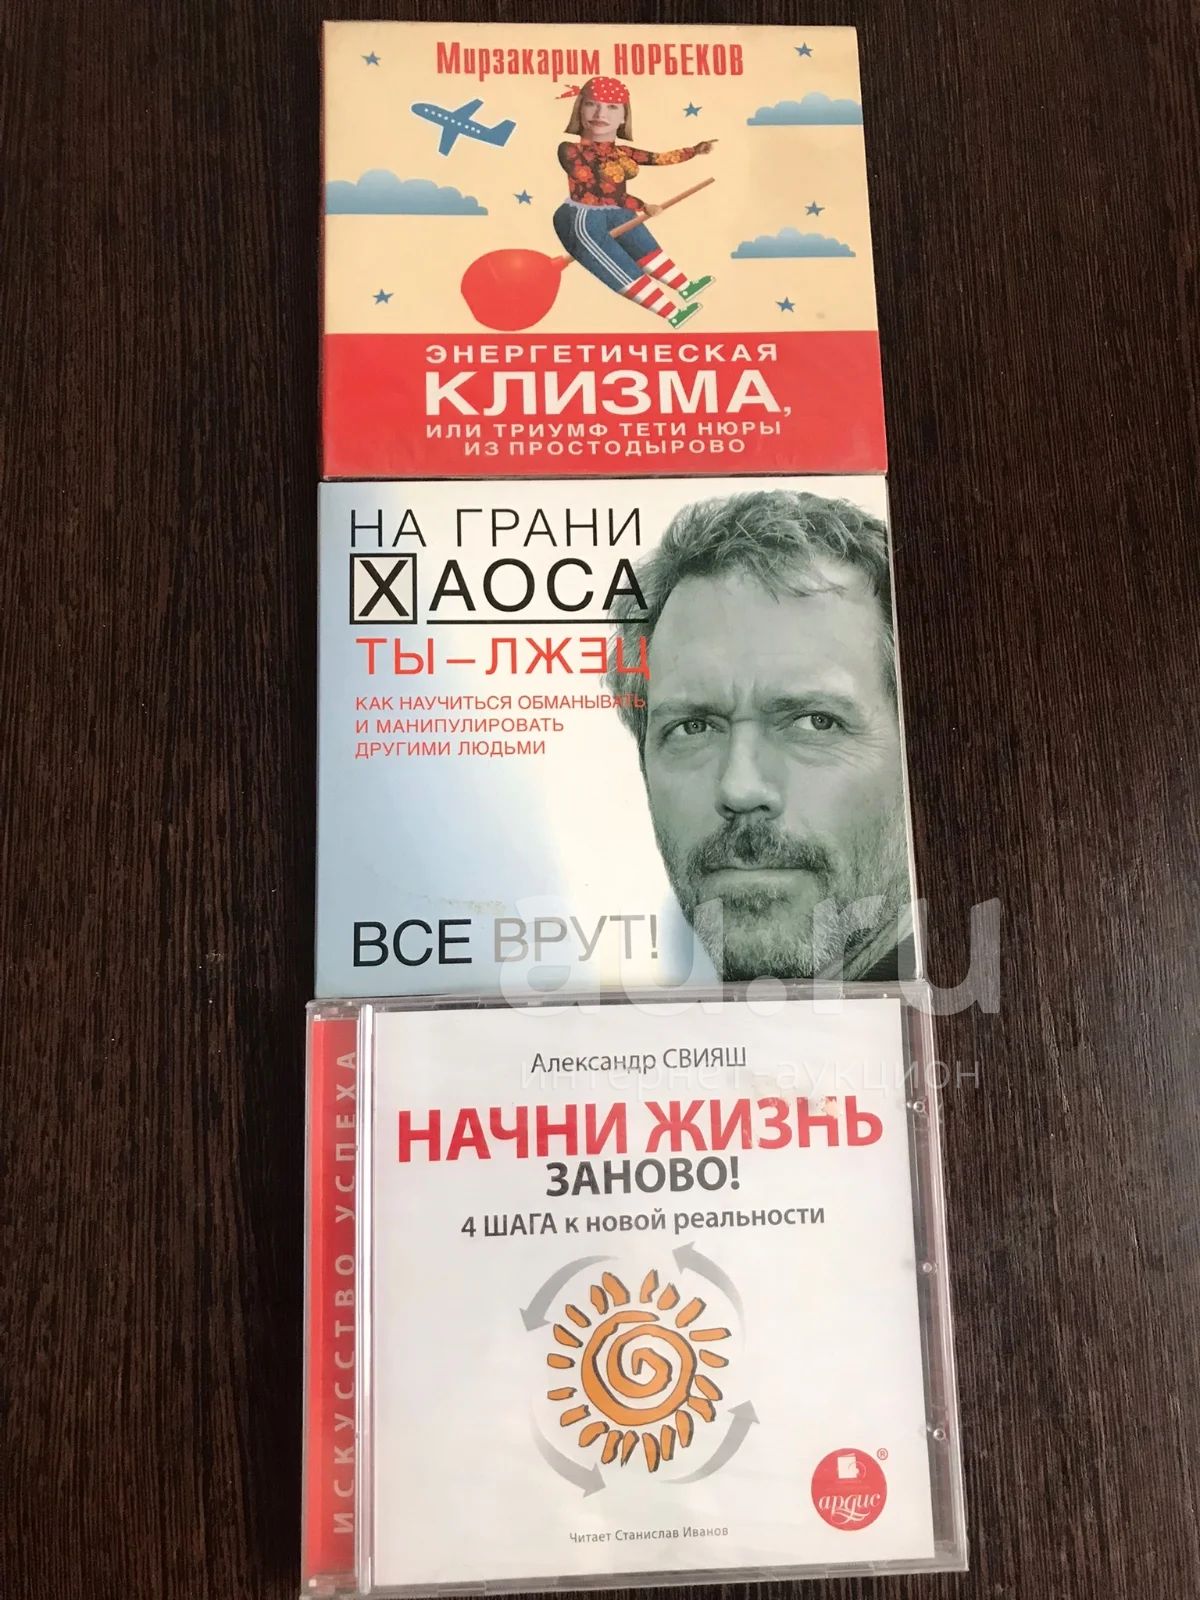 Мирзакарим НОРБЕКОВ
ЭНЕРГЕТИЧЕСКАЯ
КЛИЗМА,
ИЛИ ТРИУМФ ТЕТИ НЮРЫ
ИЗ ПРОСТОДЫРОВО
НА ГРАНИ
ХАОСА
ТЫ – ЛЖЭЦ
КАК НАУЧИТЬСЯ ОБМАНЫВАТЬ
И МАНИПУЛИРОВАТЬ
ДРУГИМИ ЛЮДЬМИ
ВСЕ ВРУТ!
au.ru
интернет-аукцион
ИСКУССТВО УСПЕХА
Александр СВИЯШ
НАЧНИ ЖИЗНЬ
ЗАНОВО!
4 ШАГА к новой реальности
ардис
®
Читает Станислав Иванов